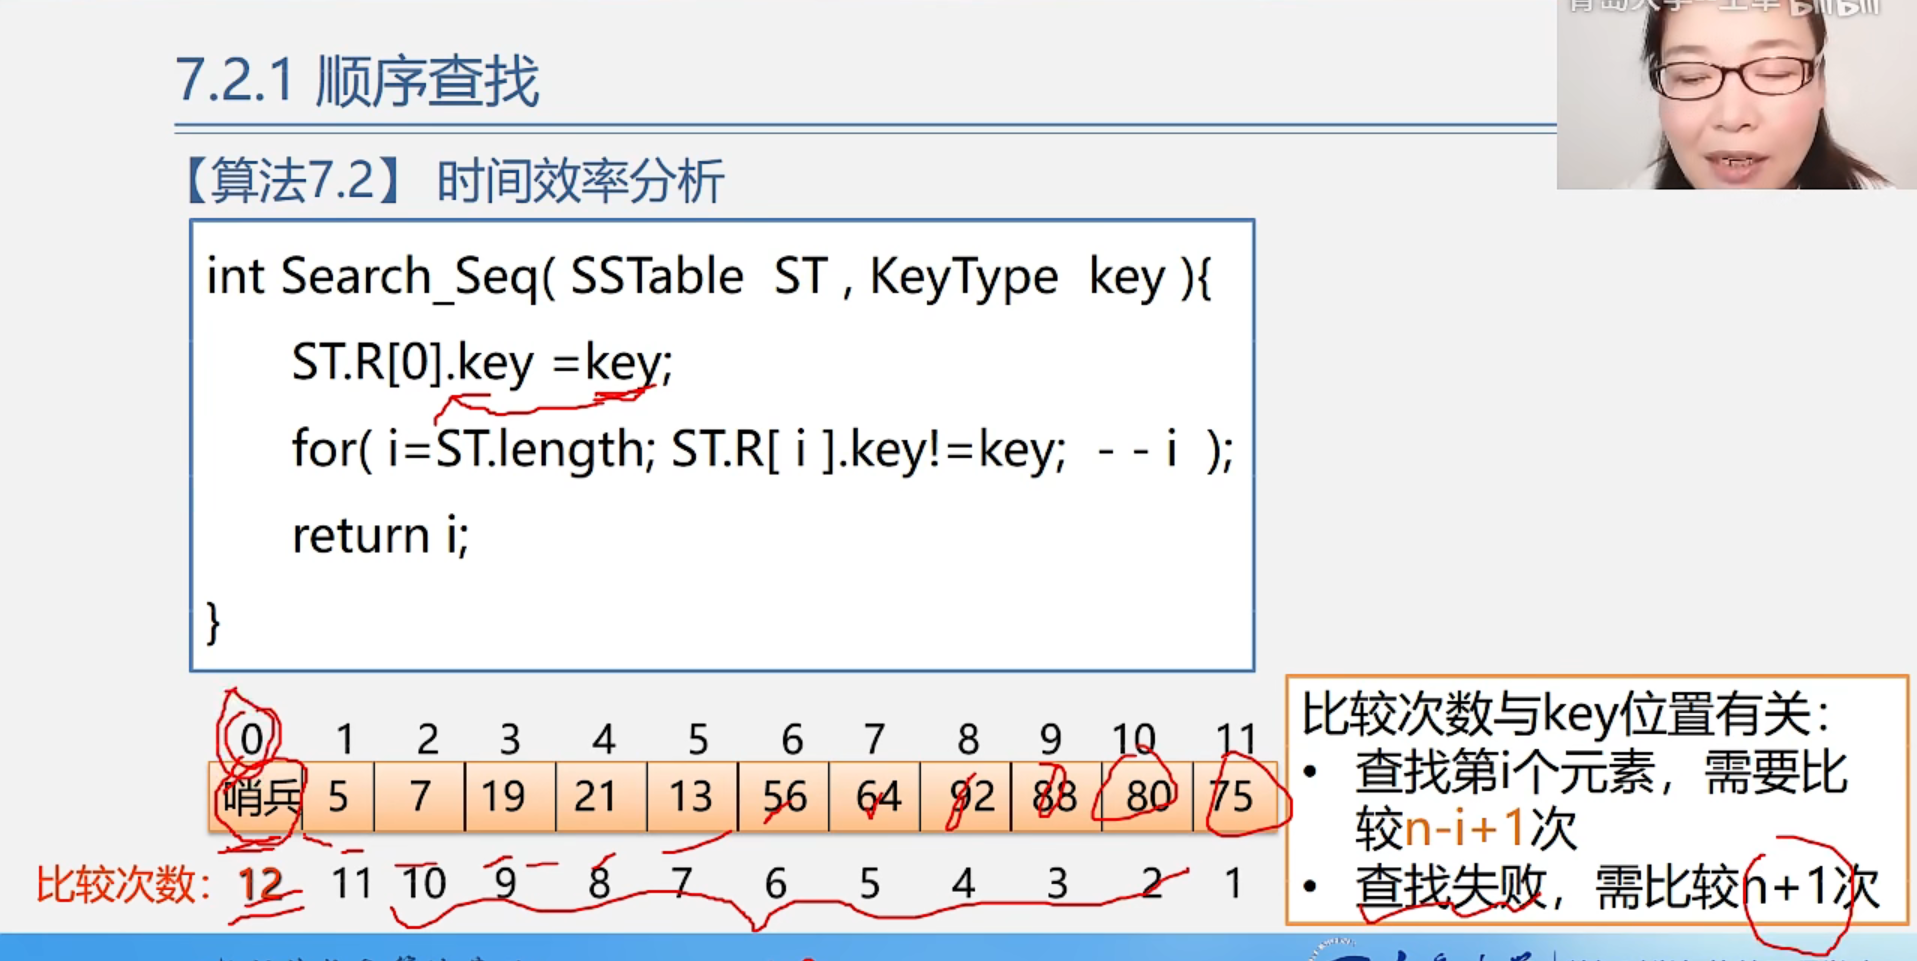 7.2.1 顺序查找
【算法7.2】 时间效率分析
int Search_Seq( SSTable ST , KeyType key ){
ST.R[0].key =key;
for( i=ST.length; ST.R[ i ].key!=key; - - i );
return i;
}
0 1 2 3 4 5 6 7 8 9 10 11
哨兵 5 7 19 21 13 56 64 92 88 80 75
比较次数： 12 11 10 9 8 7 6 5 4 3 2 1
比较次数与key位置有关：
• 查找第i个元素，需要比
较n-i+1次
• 查找失败，需比较n+1次